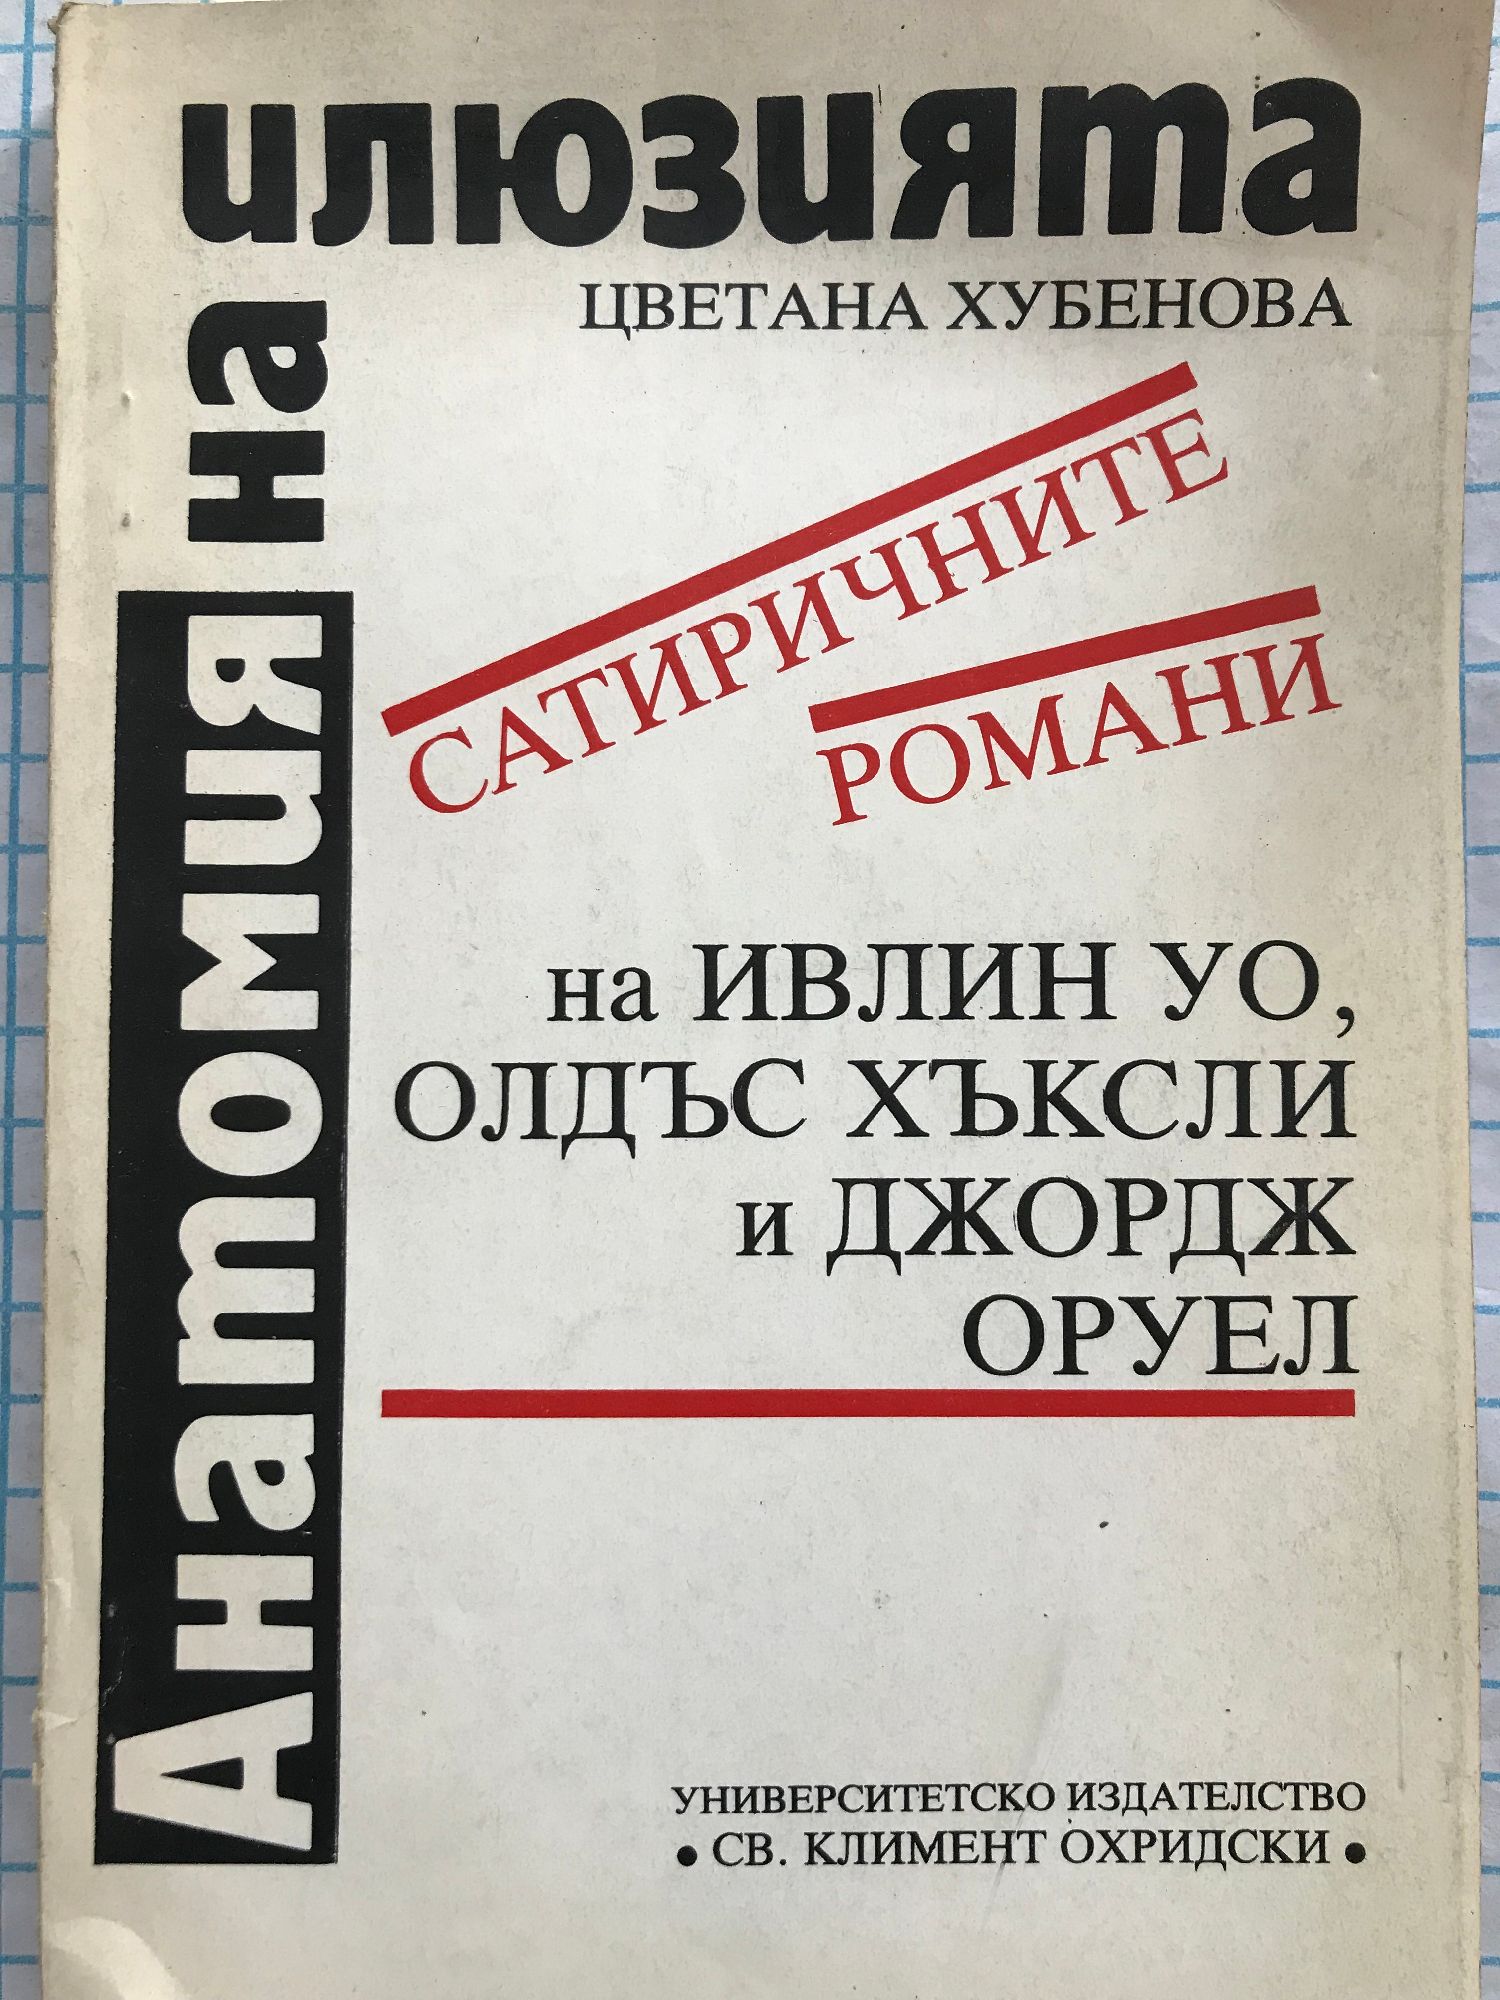 Анатомия на
илюзията
ЦВЕТАНА ХУБЕНОВА
САТИРИЧНИТЕ
РОМАНИ
на ИВЛИН УО,
ОЛДЪС ХЪКСЛИ
и ДЖОРДЖ
ОРУЕЛ
УНИВЕРСИТЕТСКО ИЗДАТЕЛСТВО
• СВ. КЛИМЕНТ ОХРИДСКИ •